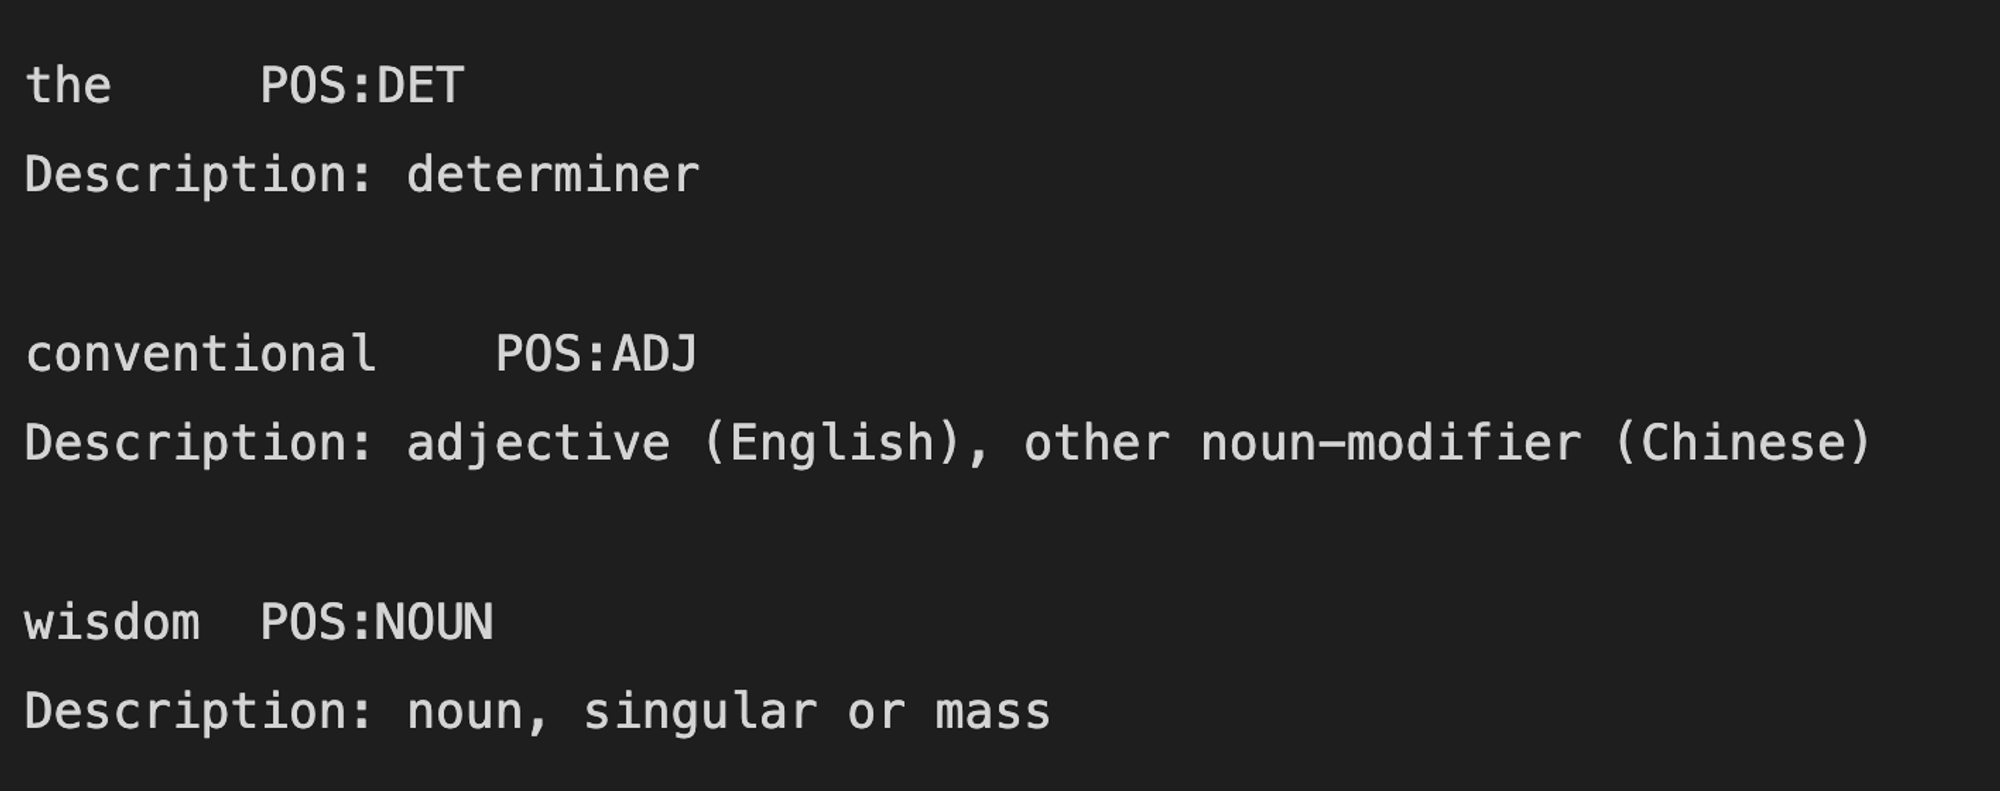 the     POS:DET
Description: determiner
conventional    POS:ADJ
Description: adjective (English), other noun-modifier (Chinese)
wisdom  POS:NOUN
Description: noun, singular or mass